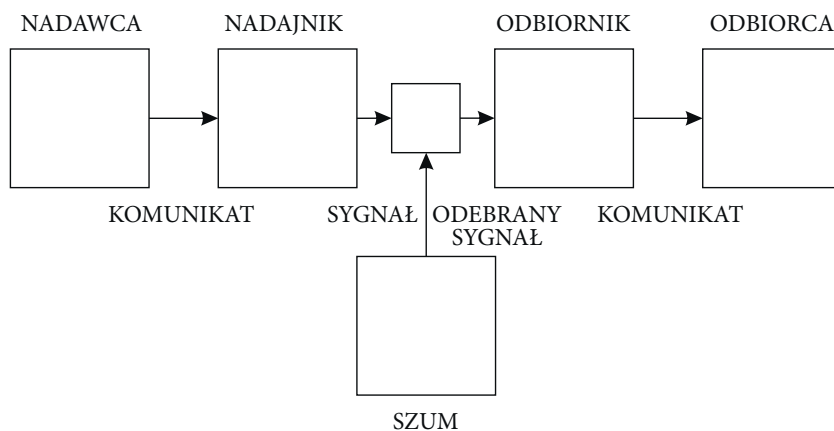 NADAWCA
NADAJNIK
ODBIORNIK
ODBIORCA
KOMUNIKAT
SYGNAŁ
ODEBRANY
SYGNAŁ
KOMUNIKAT
SZUM